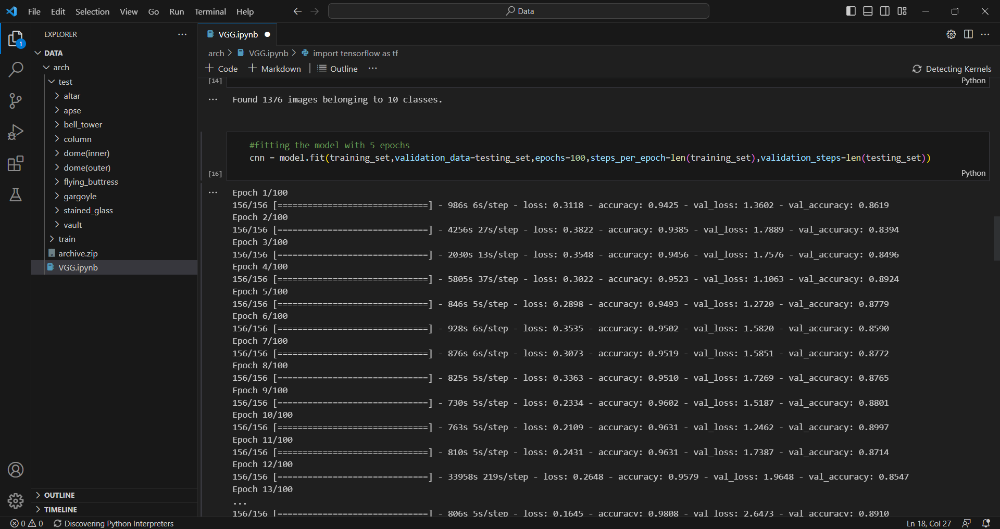 File Edit Selection View Go Run Terminal Help
Data
EXPLORER
1
DATA
arch
test
altar
apse
bell_tower
column
dome(inner)
dome(outer)
flying_buttress
gargoyle
stained_glass
vault
train
archive.zip
VGG.ipynb
OUTLINE
TIMELINE
VGG.ipynb
arch > VGG.ipynb > import tensorflow as tf
+ Code + Markdown | Outline ...
Detecting Kernels
[14]
Python
... Found 1376 images belonging to 10 classes.
#fitting the model with 5 epochs
cnn = model.fit(training_set,validation_data=testing_set,epochs=100,steps_per_epoch=len(training_set),validation_steps=len(testing_set))
[16]
Python
... Epoch 1/100
156/156 [==============================] - 986s 6s/step - loss: 0.3118 - accuracy: 0.9425 - val_loss: 1.3602 - val_accuracy: 0.8619
Epoch 2/100
156/156 [==============================] - 4256s 27s/step - loss: 0.3822 - accuracy: 0.9385 - val_loss: 1.7889 - val_accuracy: 0.8394
Epoch 3/100
156/156 [==============================] - 2030s 13s/step - loss: 0.3548 - accuracy: 0.9456 - val_loss: 1.7576 - val_accuracy: 0.8496
Epoch 4/100
156/156 [==============================] - 5805s 37s/step - loss: 0.3022 - accuracy: 0.9523 - val_loss: 1.1063 - val_accuracy: 0.8924
Epoch 5/100
156/156 [==============================] - 846s 5s/step - loss: 0.2898 - accuracy: 0.9493 - val_loss: 1.2720 - val_accuracy: 0.8779
Epoch 6/100
156/156 [==============================] - 928s 6s/step - loss: 0.3535 - accuracy: 0.9502 - val_loss: 1.5820 - val_accuracy: 0.8590
Epoch 7/100
156/156 [==============================] - 876s 6s/step - loss: 0.3073 - accuracy: 0.9519 - val_loss: 1.5851 - val_accuracy: 0.8772
Epoch 8/100
156/156 [==============================] - 825s 5s/step - loss: 0.3363 - accuracy: 0.9510 - val_loss: 1.7269 - val_accuracy: 0.8765
Epoch 9/100
156/156 [==============================] - 730s 5s/step - loss: 0.2334 - accuracy: 0.9602 - val_loss: 1.5187 - val_accuracy: 0.8801
Epoch 10/100
156/156 [==============================] - 763s 5s/step - loss: 0.2109 - accuracy: 0.9631 - val_loss: 1.2462 - val_accuracy: 0.8997
Epoch 11/100
156/156 [==============================] - 810s 5s/step - loss: 0.2431 - accuracy: 0.9631 - val_loss: 1.7387 - val_accuracy: 0.8714
Epoch 12/100
156/156 [==============================] - 33958s 219s/step - loss: 0.2648 - accuracy: 0.9579 - val_loss: 1.9648 - val_accuracy: 0.8547
Epoch 13/100
...
156/156 [==============================] - 806s 5s/step - loss: 0.1645 - accuracy: 0.9808 - val_loss: 2.6473 - val_accuracy: 0.8910
0 0 Discovering Python Interpreters
Ln 18, Col 27